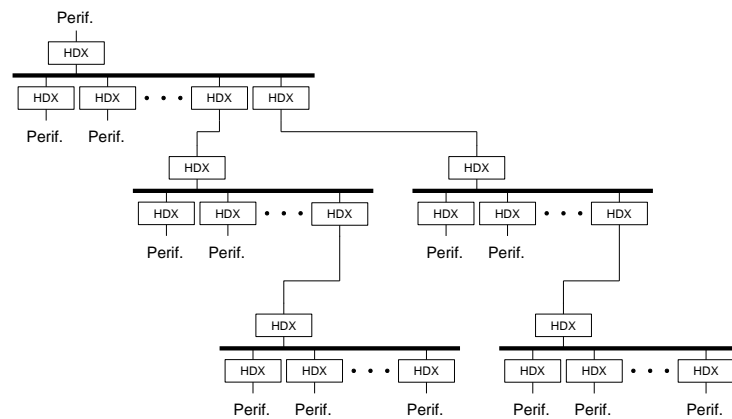 Perif.
HDX
HDX HDX • • • HDX HDX
Perif. Perif.
HDX HDX
HDX HDX • • • HDX HDX HDX • • • HDX
Perif. Perif. Perif. Perif.
HDX HDX
HDX HDX • • • HDX HDX HDX • • • HDX
Perif. Perif. Perif. Perif. Perif. Perif.